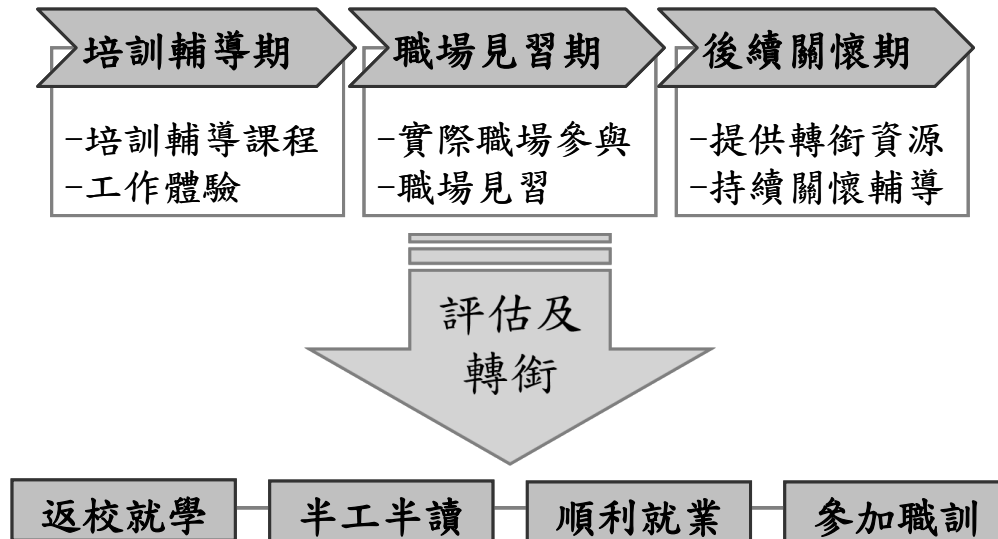 培訓輔導期
職場見習期
後續關懷期
-培訓輔導課程
-工作體驗
-實際職場參與
-職場見習
-提供轉銜資源
-持續關懷輔導
評估及
轉銜
返校就學
半工半讀
順利就業
參加職訓